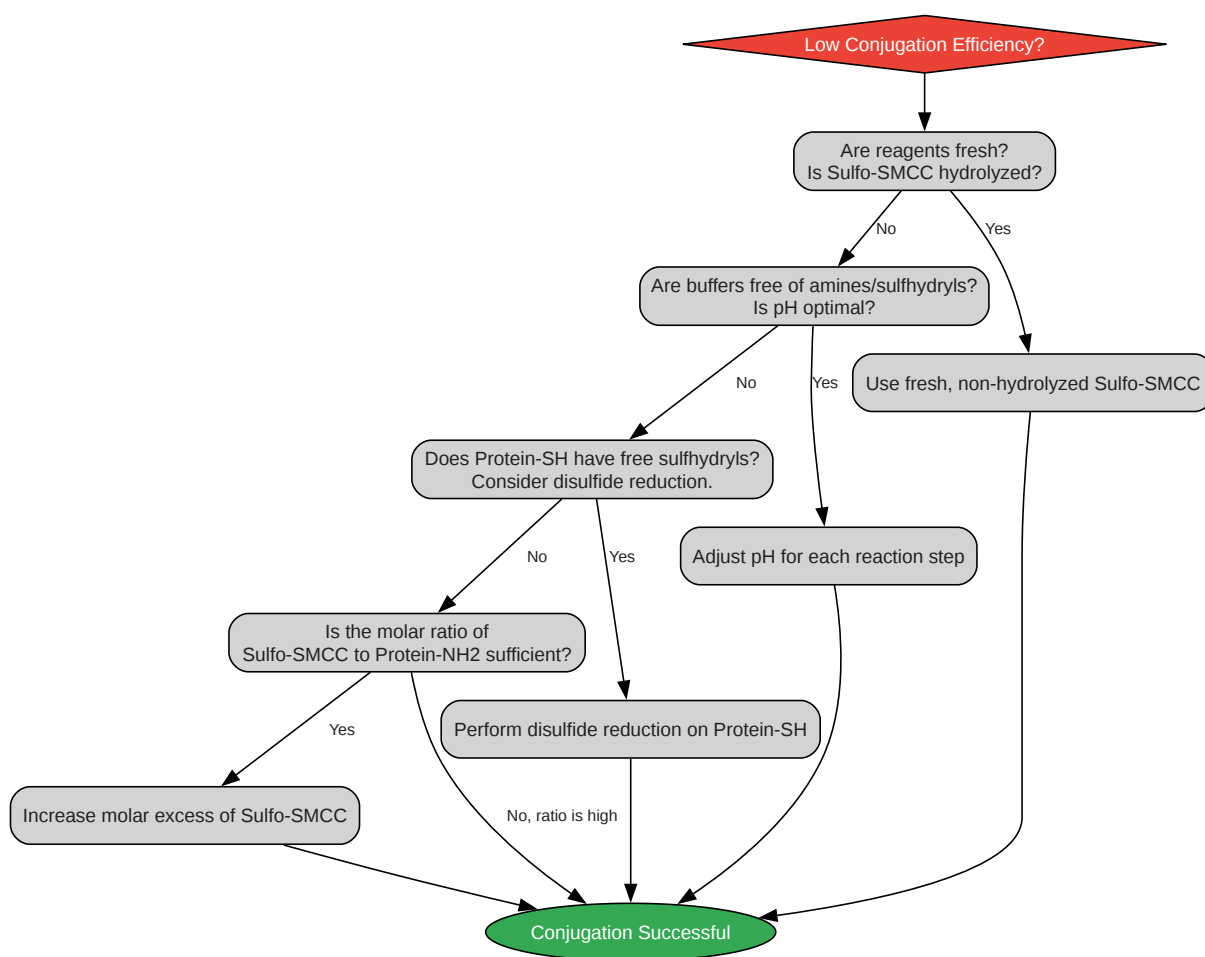 Low Conjugation Efficiency?
Are reagents fresh?
Is Sulfo-SMCC hydrolyzed?
No
Yes
Are buffers free of amines/sulfhydryls?
Is pH optimal?
No
Yes
Use fresh, non-hydrolyzed Sulfo-SMCC
Does Protein-SH have free sulfhydryls?
Consider disulfide reduction.
No
Yes
Adjust pH for each reaction step
Is the molar ratio of
Sulfo-SMCC to Protein-NH2 sufficient?
Yes
Perform disulfide reduction on Protein-SH
Increase molar excess of Sulfo-SMCC
No, ratio is high
Conjugation Successful